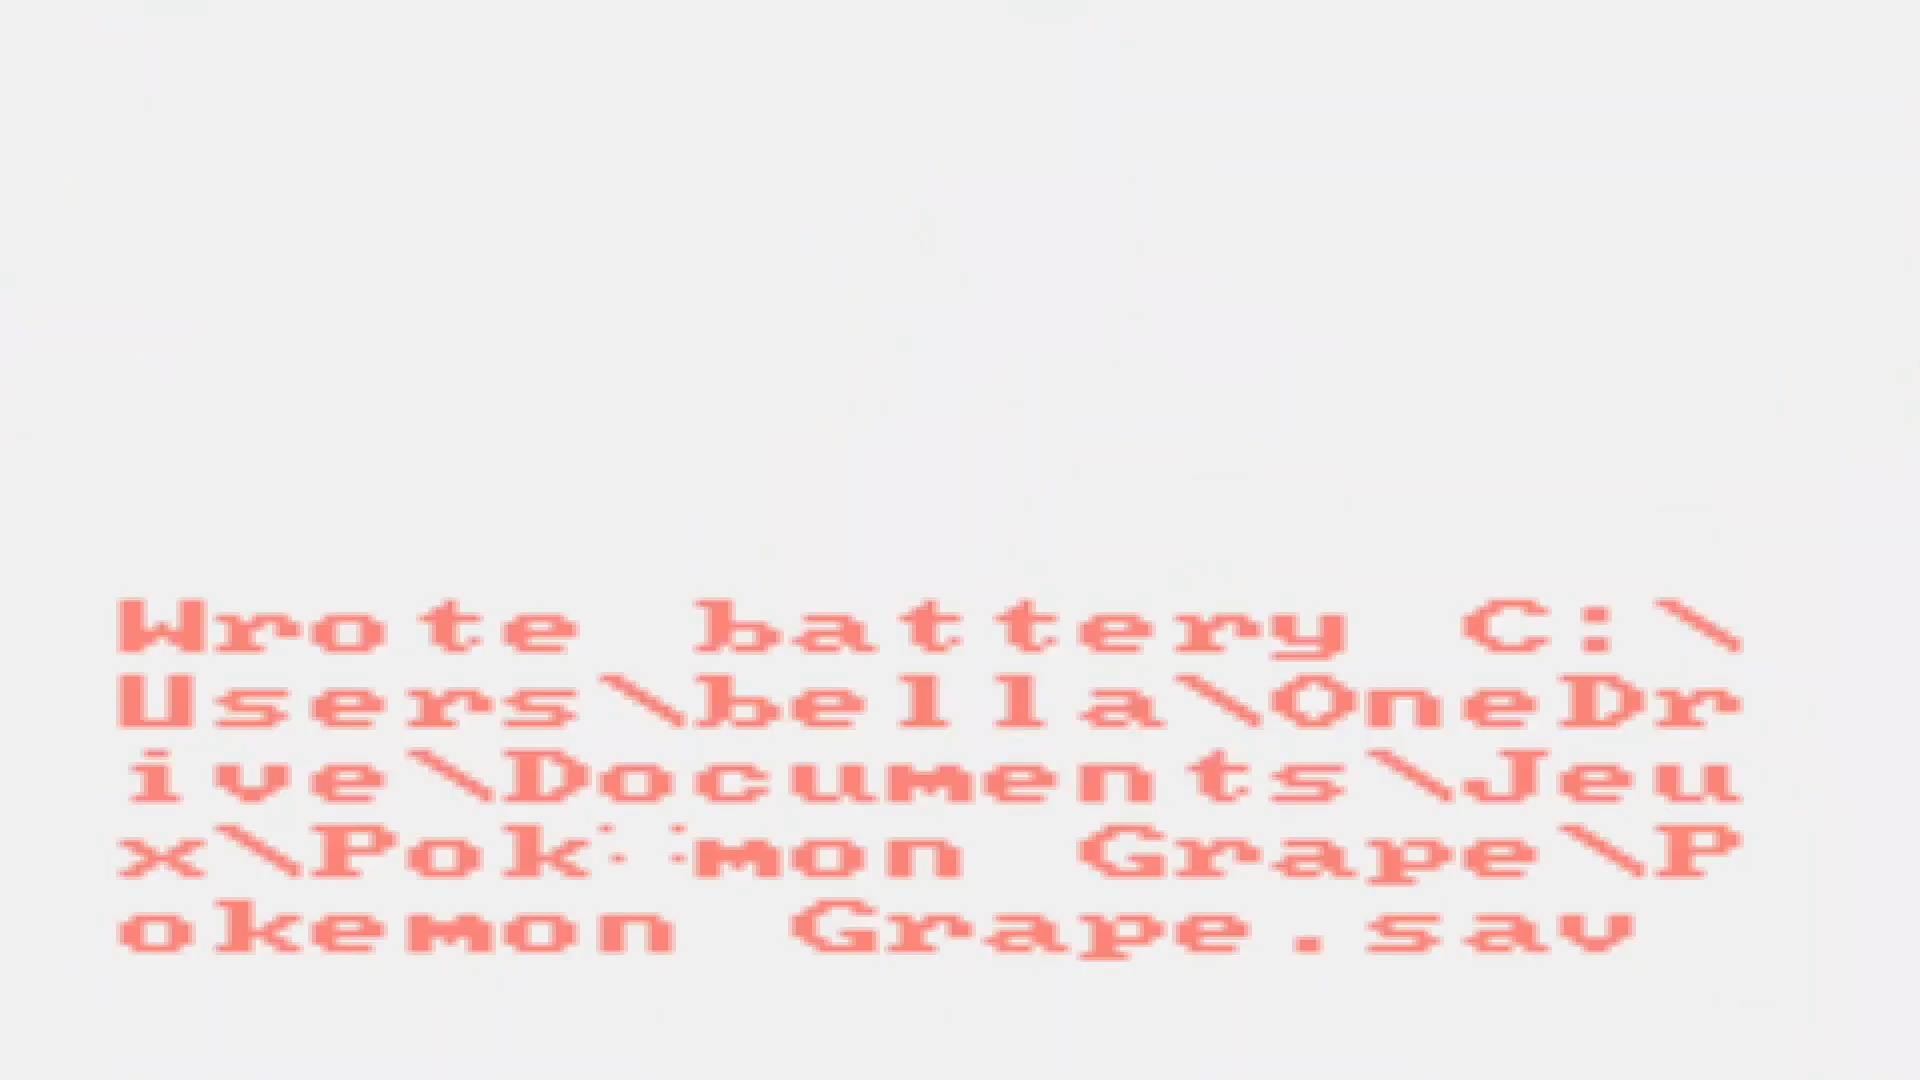 Wrote battery C:\
Users\bella\OneDr
ive\Documents\Jeu
x\Pok mon Grape\P
okemon Grape.sav